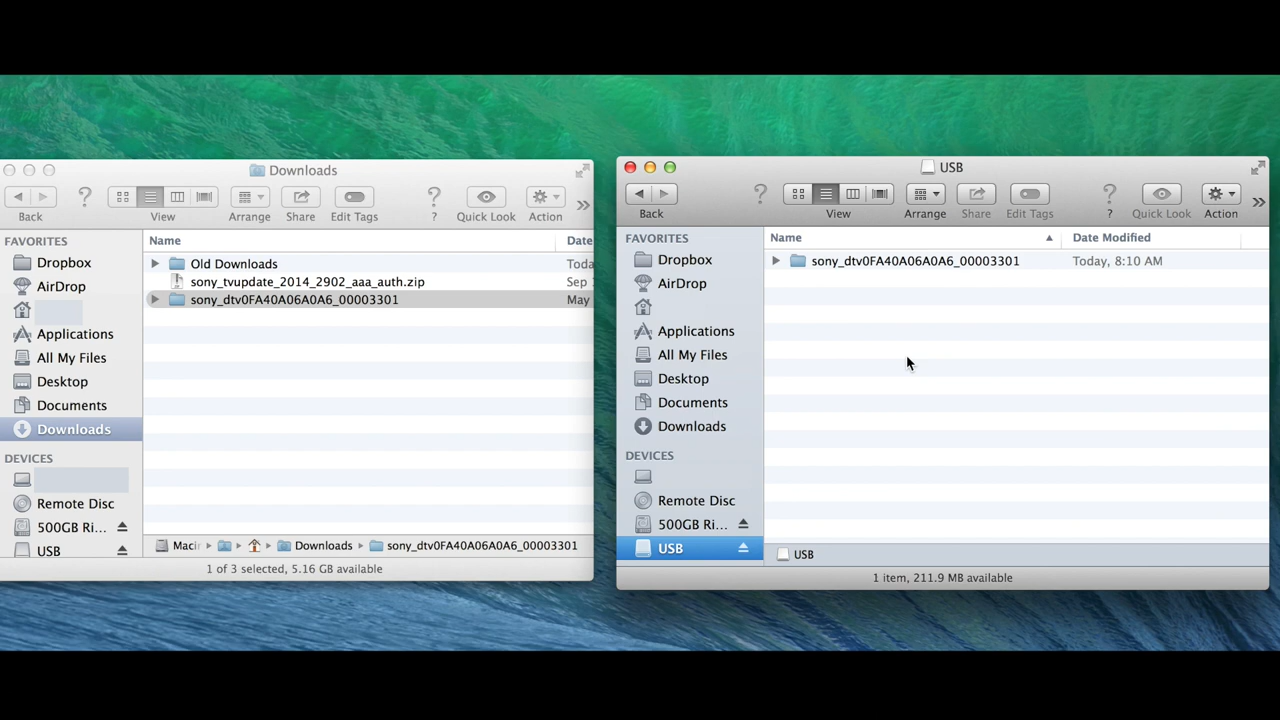 Downloads
Back
View
Arrange
Share
Edit Tags
?
Quick Look
Action
FAVORITES
Dropbox
AirDrop
Applications
All My Files
Desktop
Documents
Downloads
DEVICES
Remote Disc
500GB Ri...
USB
Name
Date
Old Downloads
Toda
sony_tvupdate_2014_2902_aaa_auth.zip
Sep
sony_dtv0FA40A06A0A6_00003301
May
Macin
Downloads
sony_dtv0FA40A06A0A6_00003301
1 of 3 selected, 5.16 GB available
USB
Back
View
Arrange
Share
Edit Tags
?
Quick Look
Action
FAVORITES
Dropbox
AirDrop
Applications
All My Files
Desktop
Documents
Downloads
DEVICES
Remote Disc
500GB Ri...
USB
Name
Date Modified
sony_dtv0FA40A06A0A6_00003301
Today, 8:10 AM
USB
1 item, 211.9 MB available